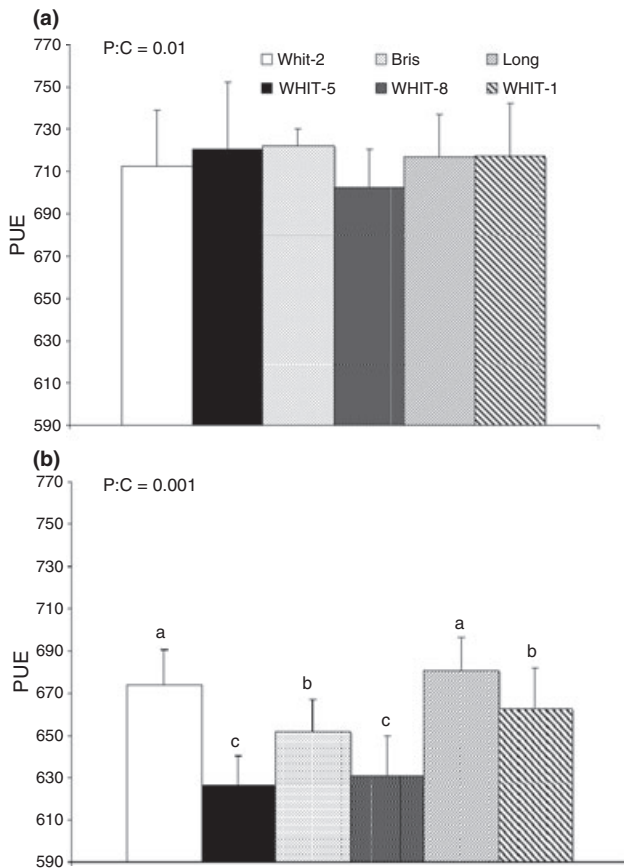 (a)
770
750
730
710
690
670
650
630
610
590
PUE
P:C = 0.01
Whit-2 Bris Long
WHIT-5 WHIT-8 WHIT-1
(b)
770
750
730
710
690
670
650
630
610
590
PUE
P:C = 0.001
a
c
b
c
a
b